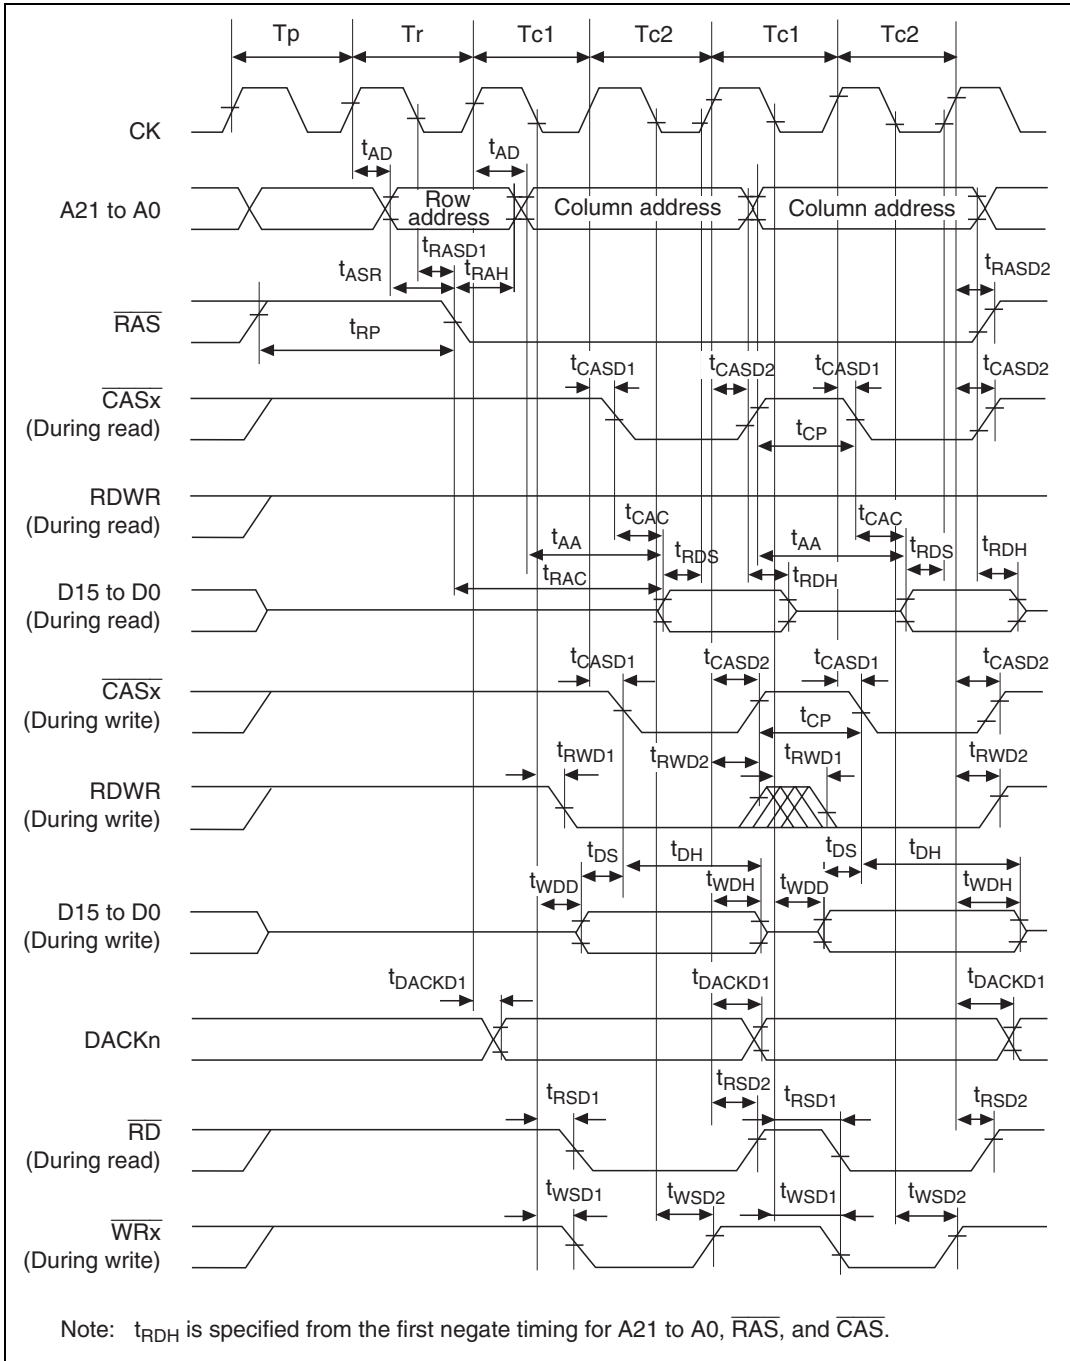 Tp Tr Tc1 Tc2 Tc1 Tc2
CK
tAD tAD
A21 to A0 Row address Column address Column address
tRASD1
tASR tRAH tRASD2
RAS
tRP
tCASD1 tCASD2 tCASD1 tCASD2
CASx
(During read)
tCP
RDWR
(During read)
tCAC tCAC
tAA tRDS tAA tRDS tRDH
tRAC tRDH
D15 to D0
(During read)
tCASD1 tCASD2 tCASD1 tCASD2
CASx
(During write)
tCP
tRWD1 tRWD2 tRWD1 tRWD2
RDWR
(During write)
tDS tDH tDS tDH
tWDD tWDH tWDD tWDH
D15 to D0
(During write)
tDACKD1 tDACKD1 tDACKD1
DACKn
tRSD1 tRSD2 tRSD1 tRSD2
RD
(During read)
tWSD1 tWSD2 tWSD1 tWSD2
WRx
(During write)
Note: tRDH is specified from the first negate timing for A21 to A0, RAS, and CAS.